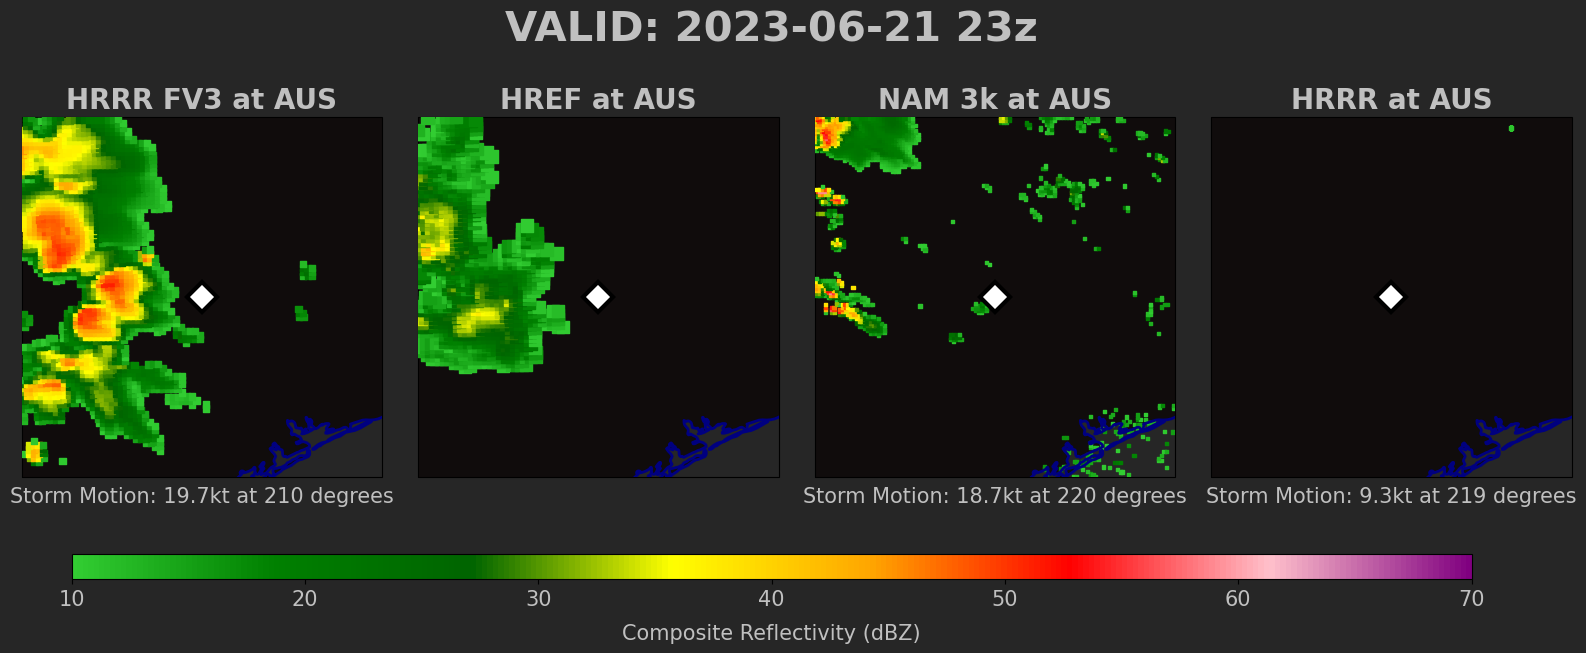 VALID: 2023-06-21 23z
HRRR FV3 at AUS
HREF at AUS
NAM 3k at AUS
HRRR at AUS
Storm Motion: 19.7kt at 210 degrees
Storm Motion: 18.7kt at 220 degrees
Storm Motion: 9.3kt at 219 degrees
10 20 30 40 50 60 70
Composite Reflectivity (dBZ)